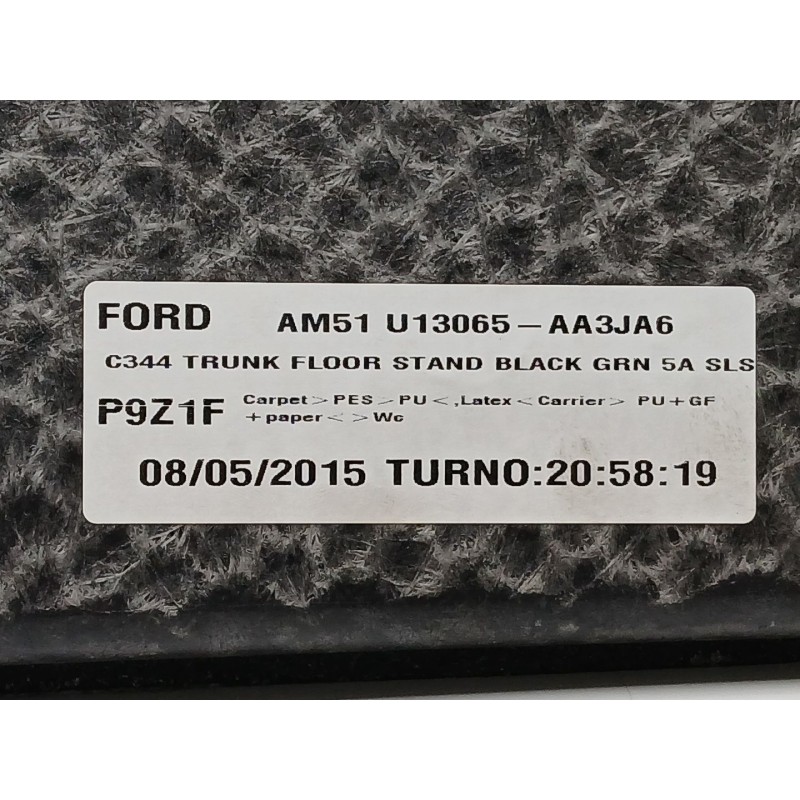 FORD AM51 U13065-AA3JA6
C344 TRUNK FLOOR STAND BLACK GRN 5A SLS
P9Z1F Carpet>PES>PU<,Latex<Carrier> PU+GF
+paper<>Wc
08/05/2015 TURNO:20:58:19